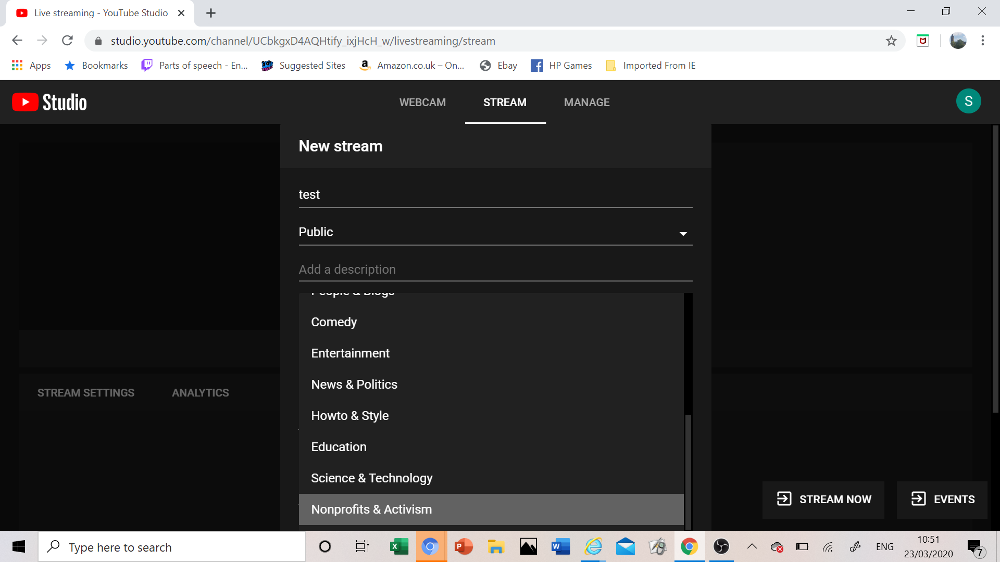 Live streaming - YouTube Studio
studio.youtube.com/channel/UCbkgxD4AQHtify_ixjHcH_w/livestreaming/stream
Apps Bookmarks Parts of speech - En... Suggested Sites Amazon.co.uk – On... Ebay HP Games Imported From IE
Studio WEBCAM STREAM MANAGE S
New stream
test
Public
Add a description
People & Blogs
Comedy
Entertainment
News & Politics
Howto & Style
STREAM SETTINGS ANALYTICS
Education
Science & Technology
Nonprofits & Activism
STREAM NOW EVENTS
Type here to search
ENG
10:51
23/03/2020
7